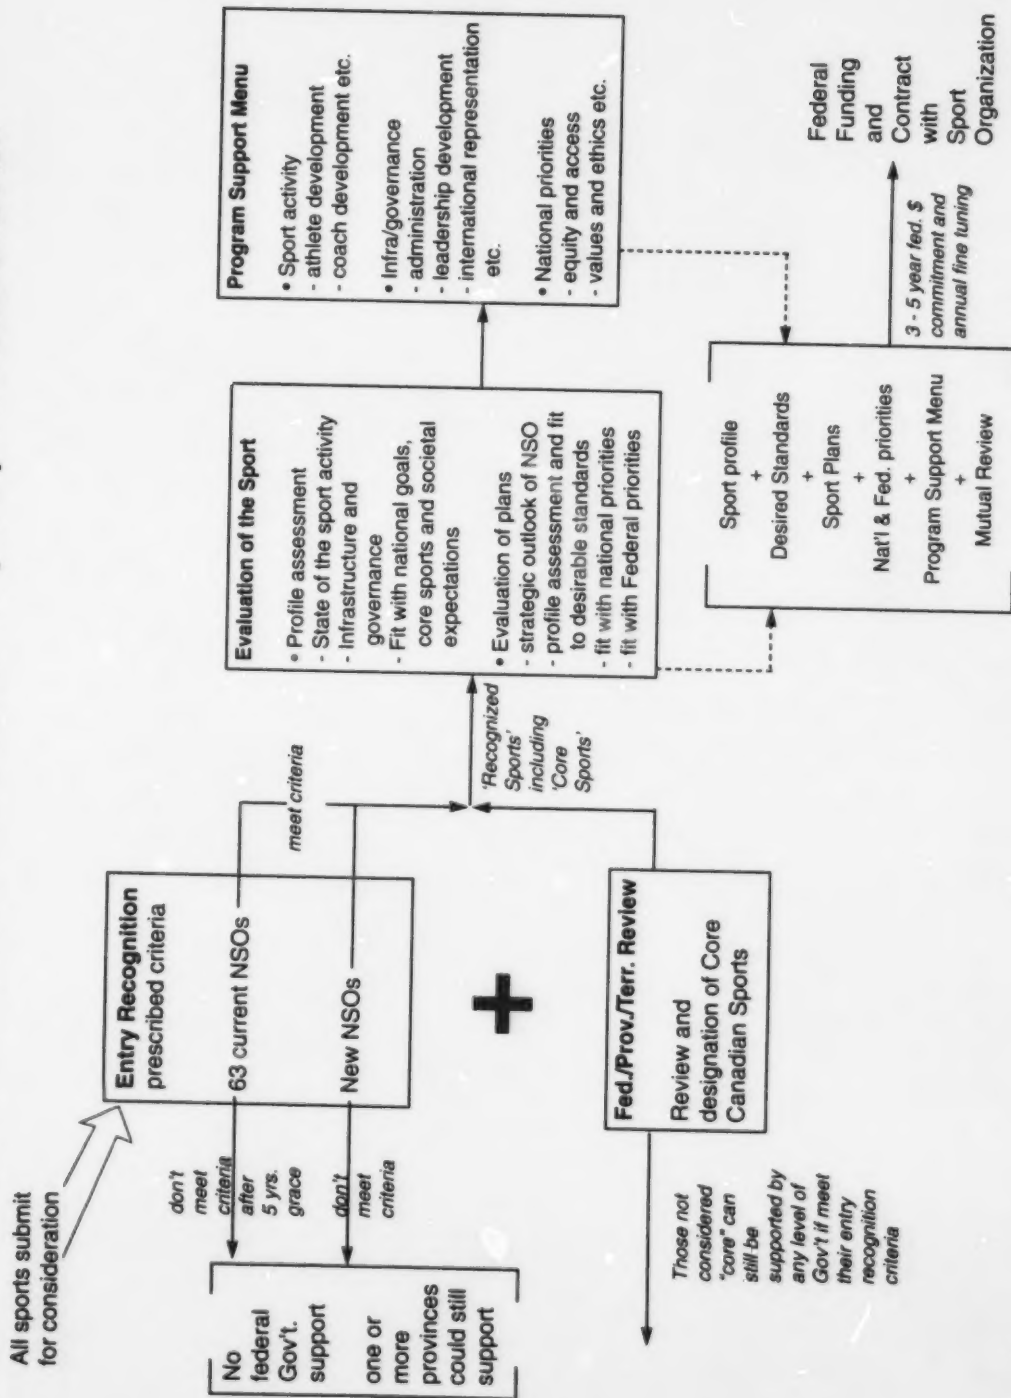 All sports submit
for consideration
Entry Recognition
prescribed criteria
63 current NSOs
New NSOs
don't
meet
criteria
after
5 yrs.
grace
don't
meet
criteria
No
federal
Gov't.
support
one or
more
provinces
could still
support
meet criteria
+
Fed./Prov./Terr. Review
Review and
designation of Core
Canadian Sports
Those not
considered
"core" can
still be
supported by
any level of
Gov't if meet
their entry
recognition
criteria
'Recognized
Sports'
including
'Core
Sports'
Evaluation of the Sport
• Profile assessment
- State of the sport activity
- Infrastructure and
governance
- Fit with national goals,
core sports and societal
expectations
• Evaluation of plans
- strategic outlook of NSO
- profile assessment and fit
to desirable standards
- fit with national priorities
- fit with Federal priorities
Program Support Menu
• Sport activity
- athlete development
- coach development etc.
• Infra/governance
- administration
- leadership development
- international representation
etc.
• National priorities
- equity and access
- values and ethics etc.
Sport profile
+
Desired Standards
+
Sport Plans
+
Nat'l & Fed. priorities
+
Program Support Menu
+
Mutual Review
3 - 5 year fed. $
commitment and
annual fine tuning
Federal
Funding
and
Contract
with
Sport
Organization